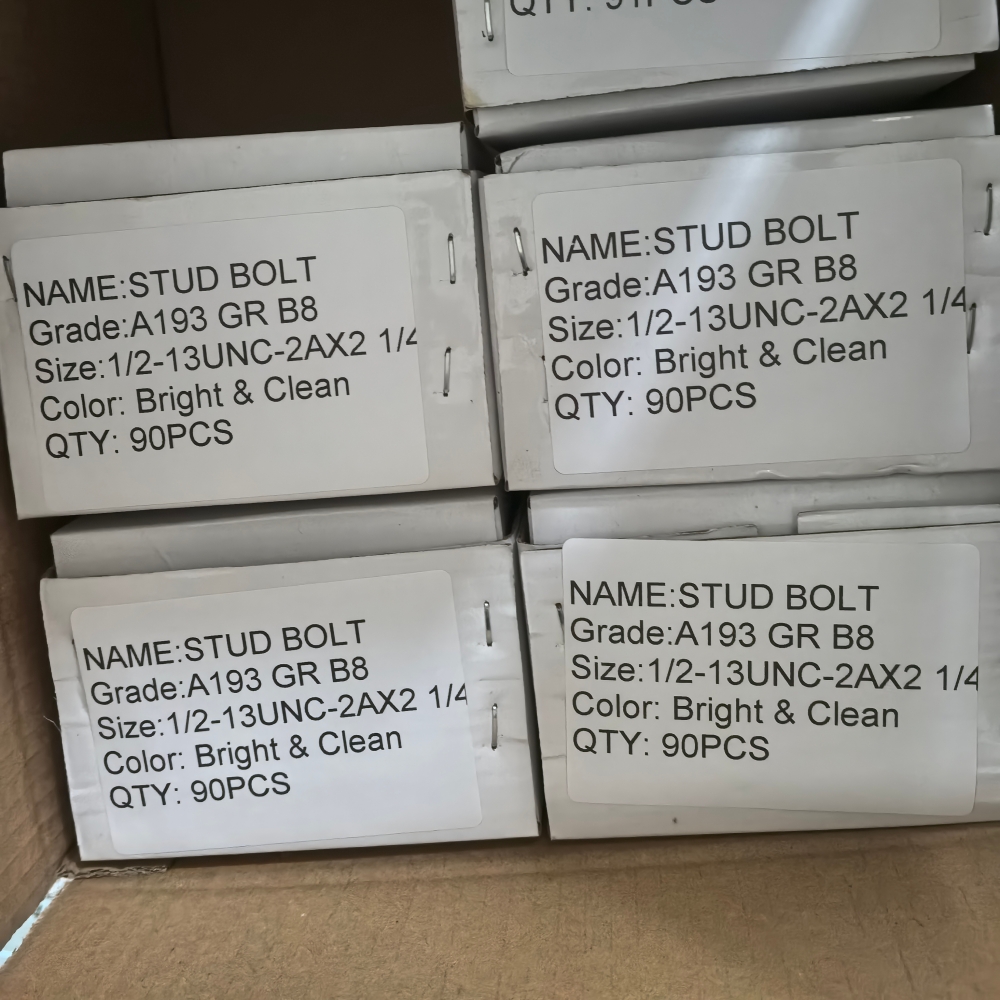 NAME:STUD BOLT
Grade:A193 GR B8
Size:1/2-13UNC-2AX2 1/4
Color: Bright & Clean
QTY: 90PCS
NAME:STUD BOLT
Grade:A193 GR B8
Size:1/2-13UNC-2AX2 1/4
Color: Bright & Clean
QTY: 90PCS
NAME:STUD BOLT
Grade:A193 GR B8
Size:1/2-13UNC-2AX2 1/4
Color: Bright & Clean
QTY: 90PCS
NAME:STUD BOLT
Grade:A193 GR B8
Size:1/2-13UNC-2AX2 1/4
Color: Bright & Clean
QTY: 90PCS